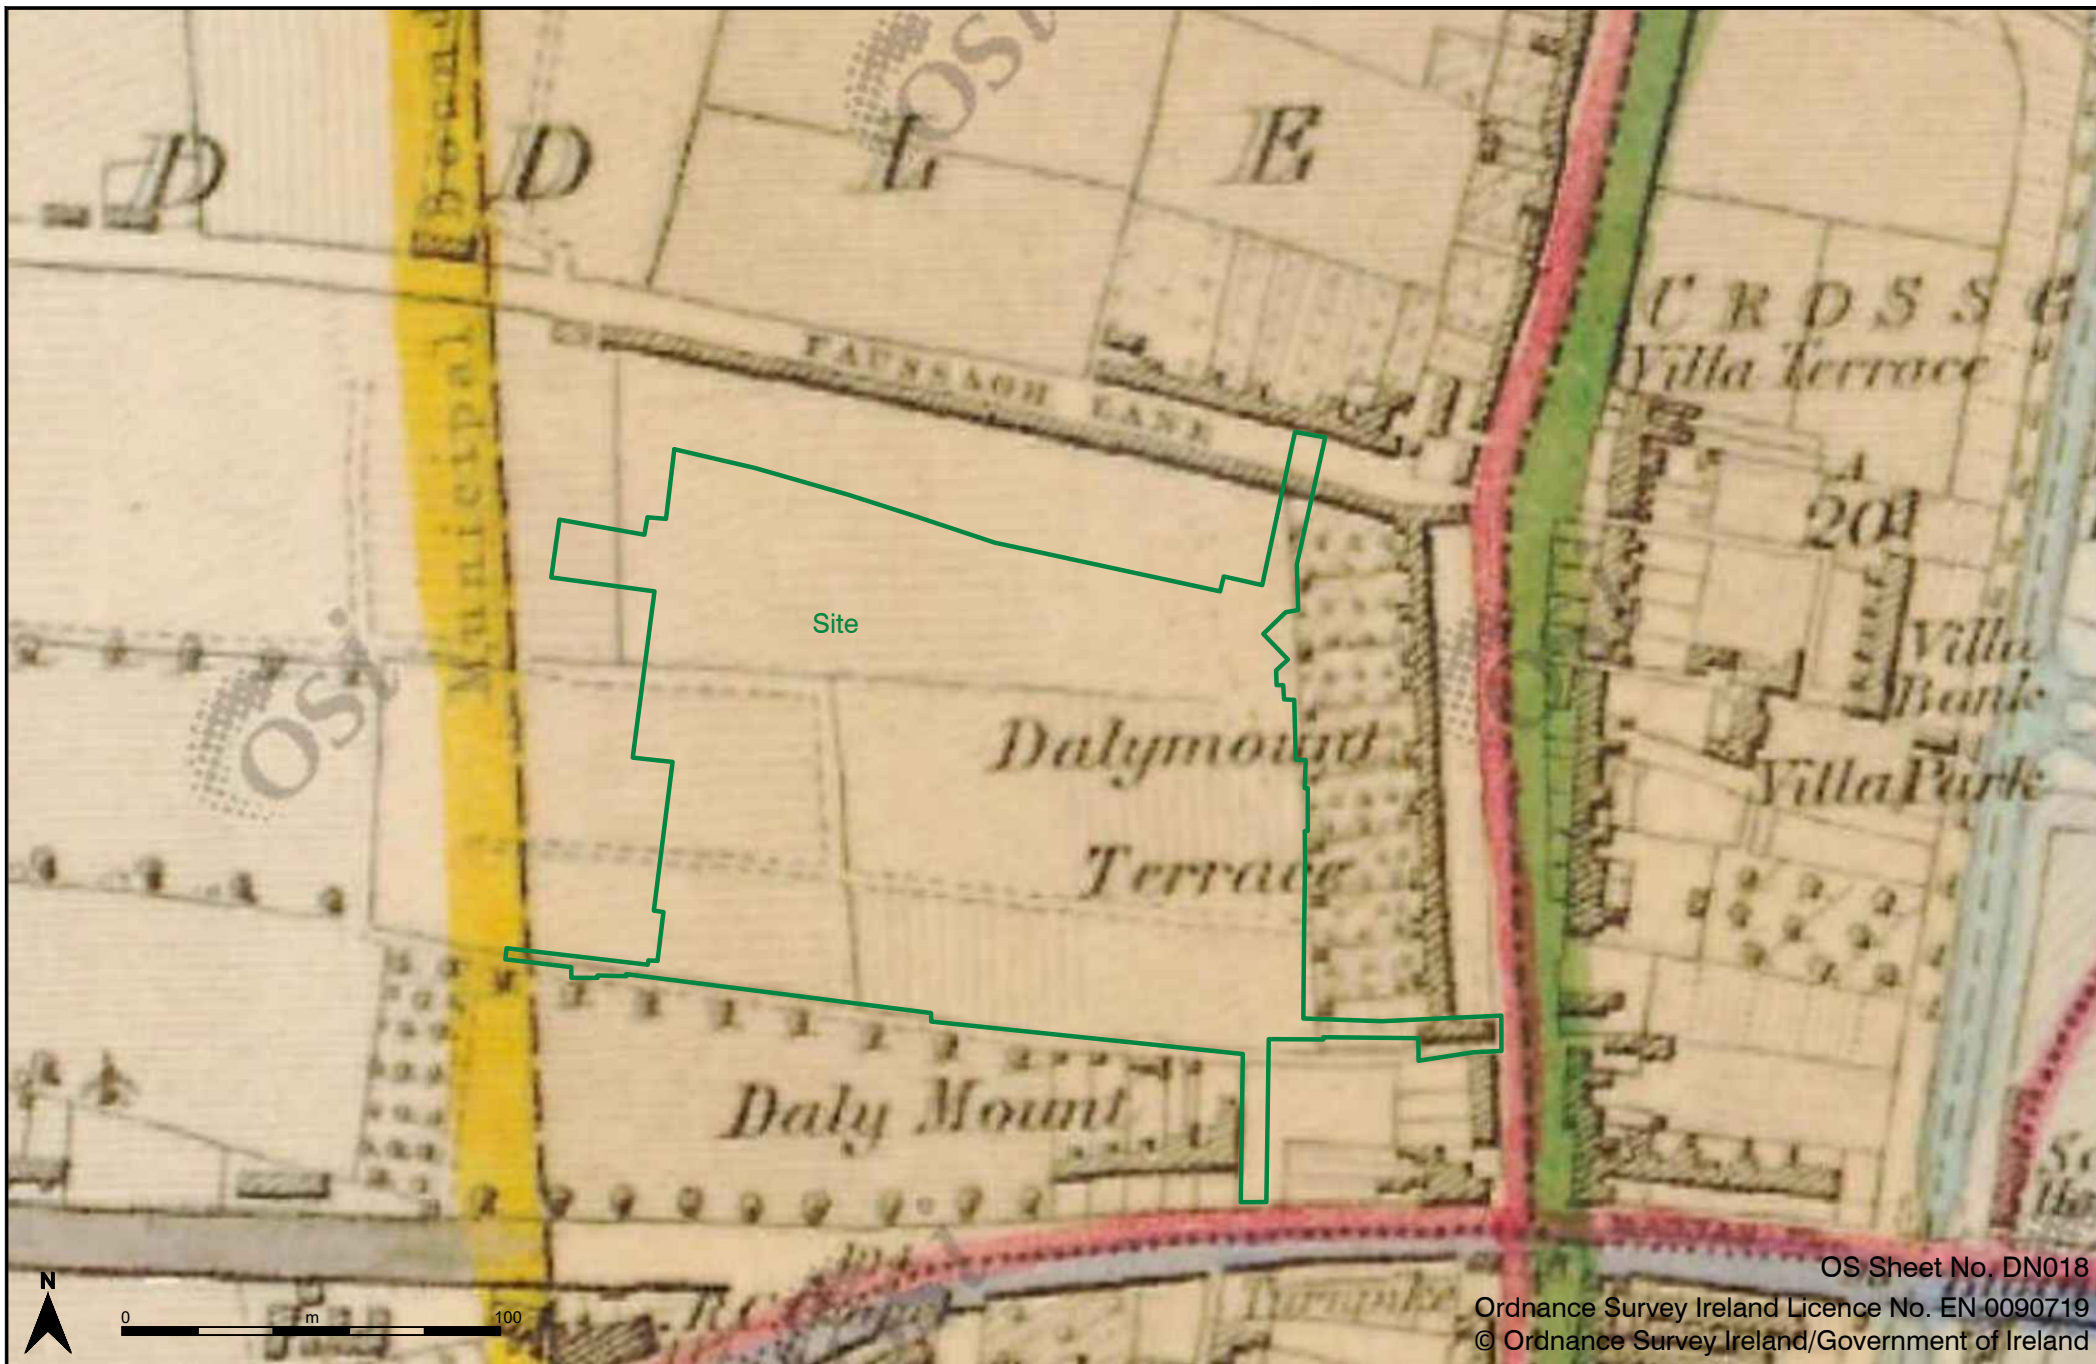 OSi
D D L E
Municipal Bound
FAUSSAGH LANE
CROSS G
Villa Terrace
20
Site
Villa
Bank
OSi
Dalymount
Villa Park
Terrace
Daly Mount
Turnpike
N
0 m 100
OS Sheet No. DN018
Ordnance Survey Ireland Licence No. EN 0090719
© Ordnance Survey Ireland/Government of Ireland